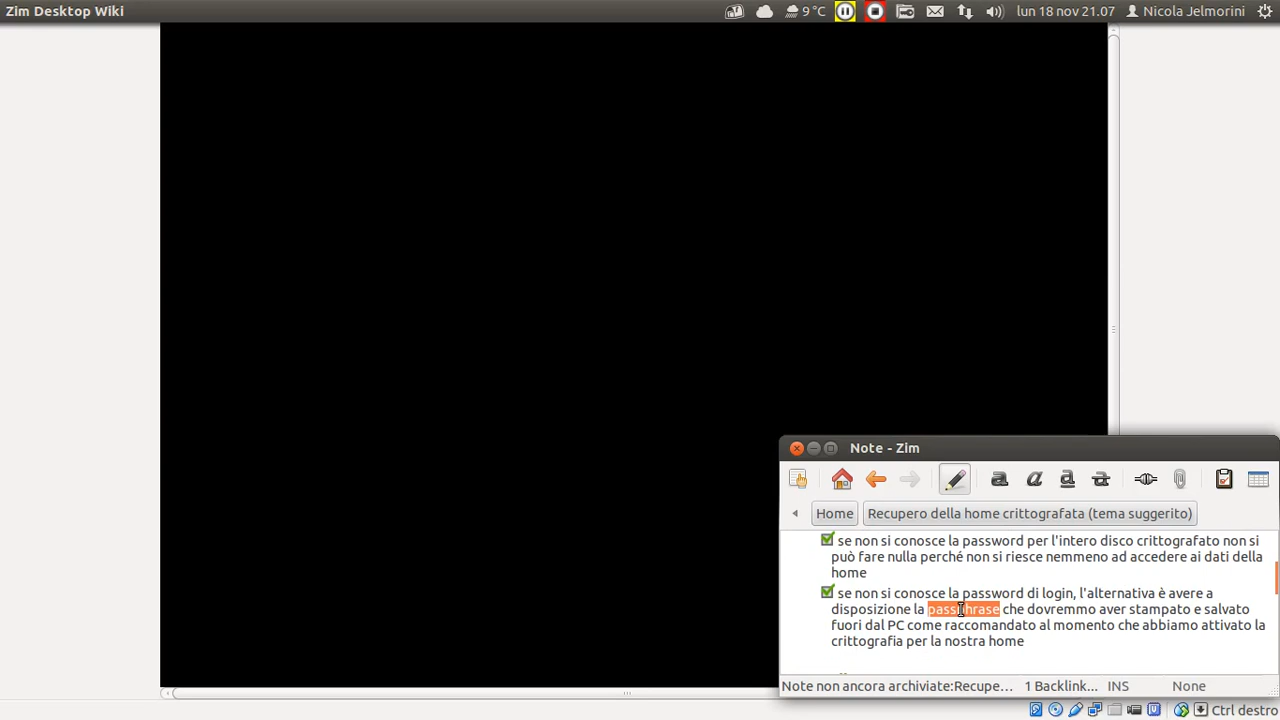 Zim Desktop Wiki
9°C
lun 18 nov 21.07
Nicola Jelmorini
Note - Zim
a a a a
Home
Recupero della home crittografata (tema suggerito)
se non si conosce la password per l'intero disco crittografato non si
può fare nulla perché non si riesce nemmeno ad accedere ai dati della
home
se non si conosce la password di login, l'alternativa è avere a
disposizione la passphrase che dovremmo aver stampato e salvato
fuori dal PC come raccomandato al momento che abbiamo attivato la
crittografia per la nostra home
Note non ancora archiviate:Recupe...
1 Backlink...
INS
None
Ctrl destro